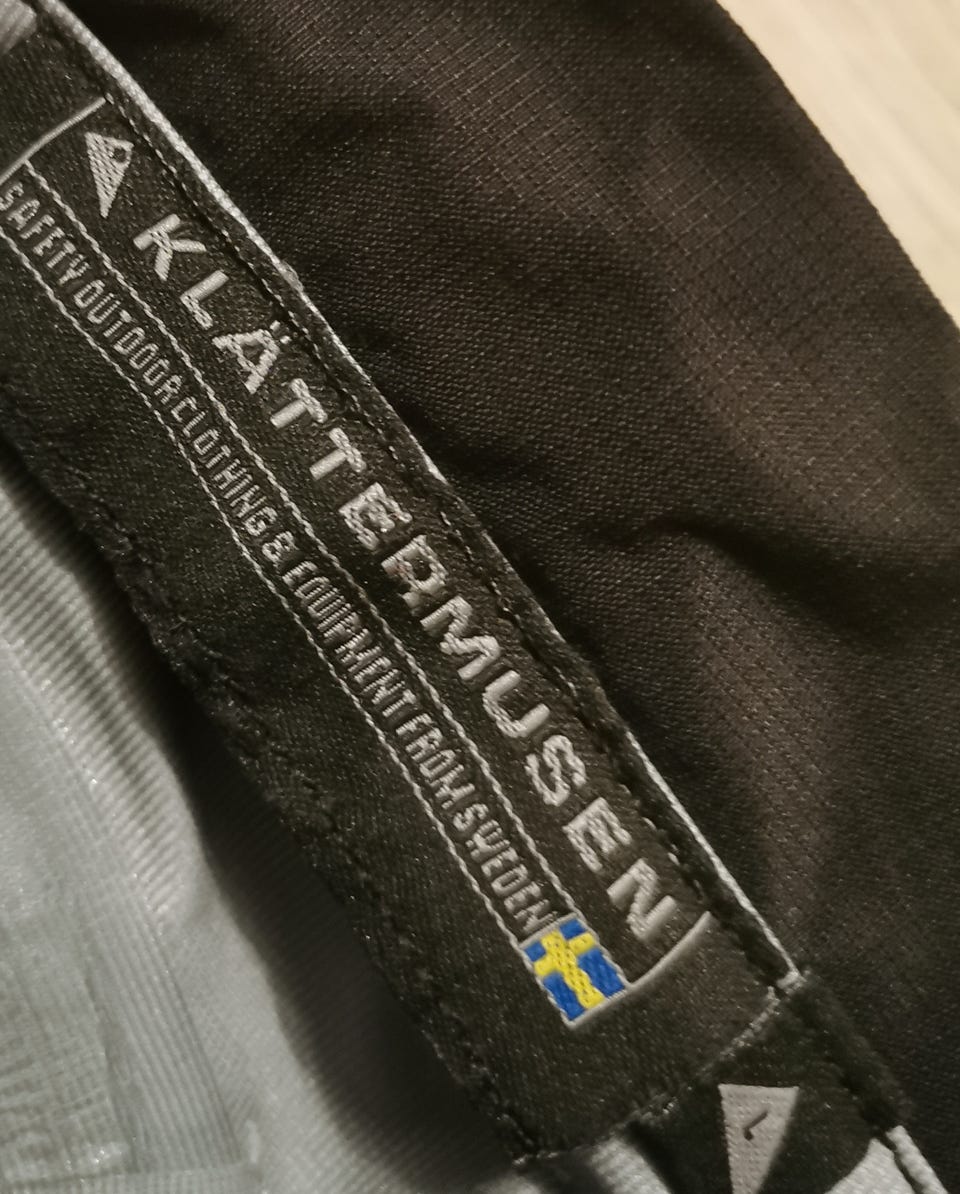 KLÄTTERMUSEN
SAFETY OUTDOOR CLOTHING & EQUIPMENT FROM SWEDEN
L